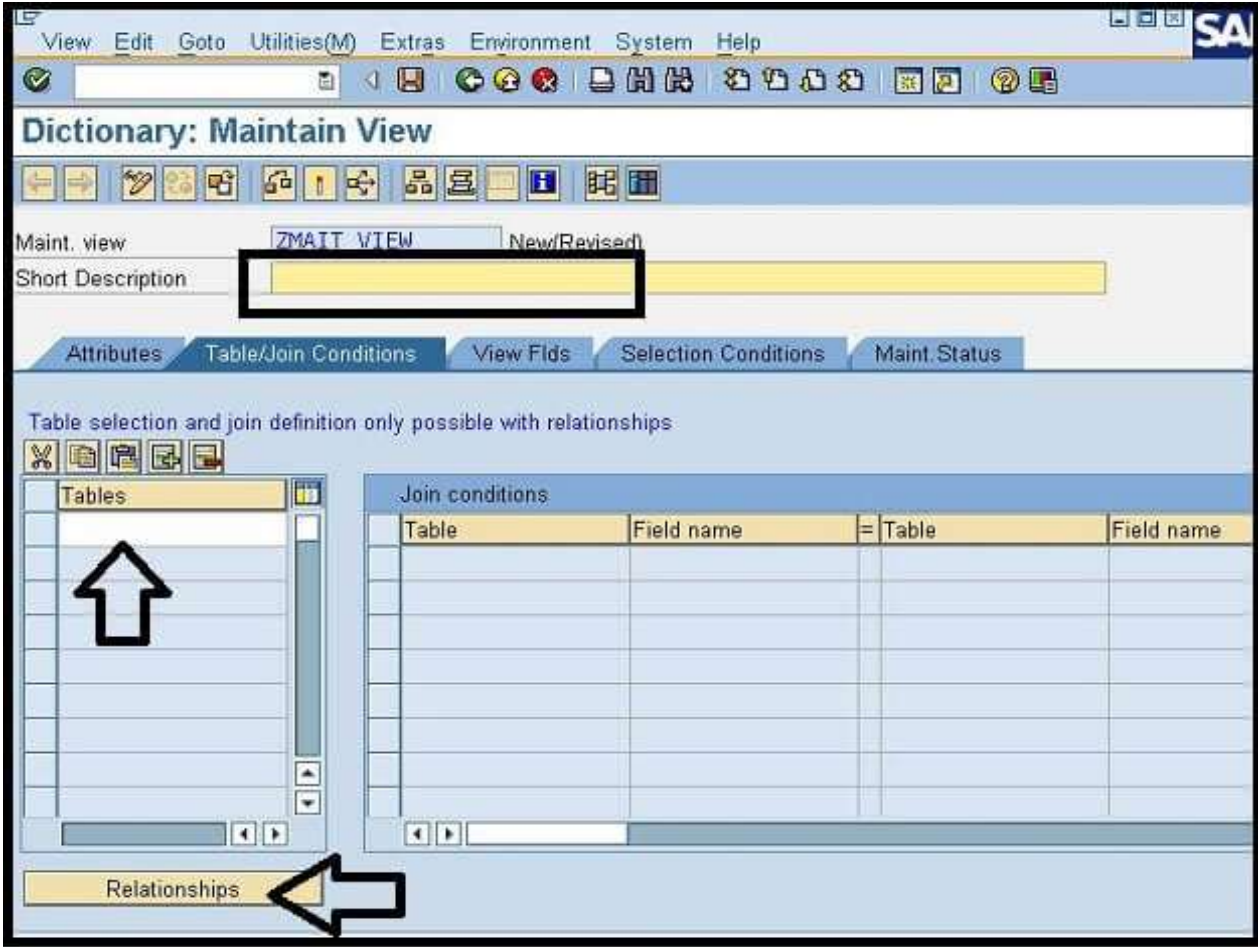 View Edit Goto Utilities(M) Extras Environment System Help
SA
Dictionary: Maintain View
Maint. view ZMAIT VIEW New(Revised)
Short Description
Attributes Table/Join Conditions View Flds Selection Conditions Maint.Status
Table selection and join definition only possible with relationships
Tables
Join conditions
Table Field name = Table Field name
Relationships